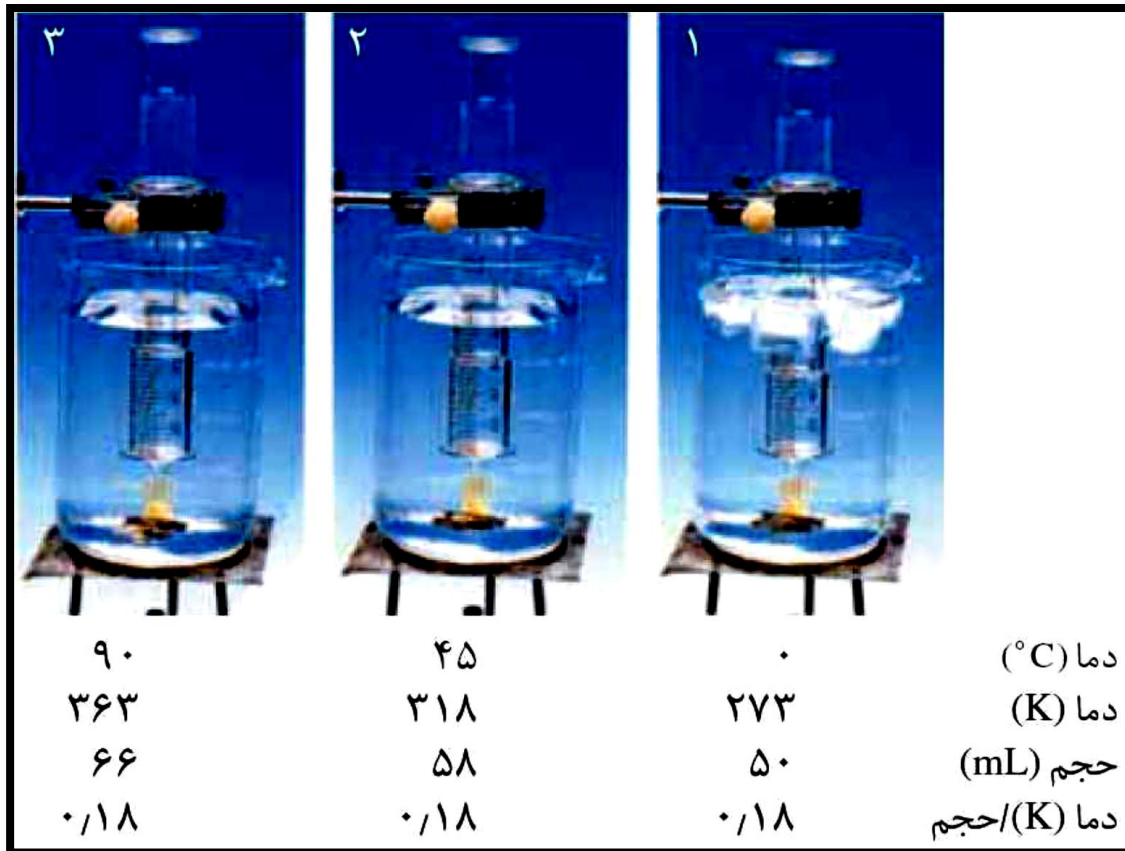 ۱ ۲ ۳
دما (°C) ۰ ۴۵ ۹۰
دما (K) ۲۷۳ ۳۱۸ ۳۶۳
حجم (mL) ۵۰ ۵۸ ۶۶
دما (K)/حجم ۰٫۱۸ ۰٫۱۸ ۰٫۱۸